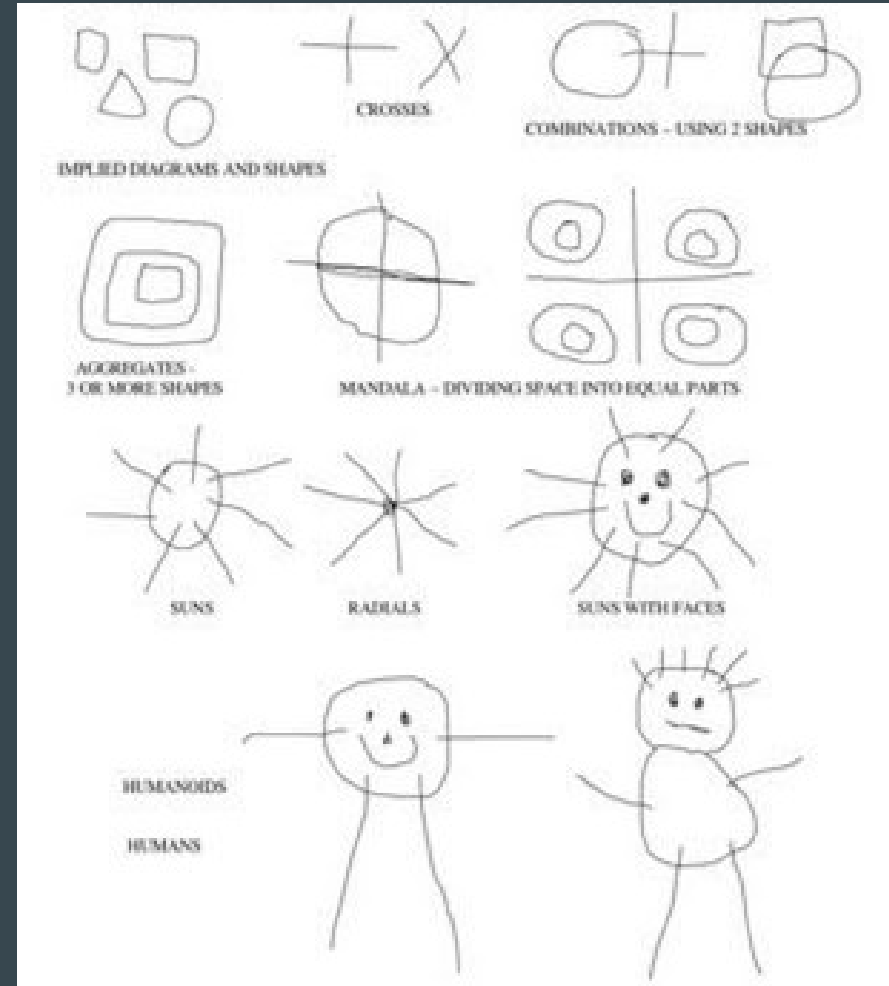 CROSSES
COMBINATIONS - USING 2 SHAPES
IMPLIED DIAGRAMS AND SHAPES
AGGREGATES -
3 OR MORE SHAPES
MANDALA - DIVIDING SPACE INTO EQUAL PARTS
SUNS
RADIALS
SUNS WITH FACES
HUMANOIDS
HUMANS